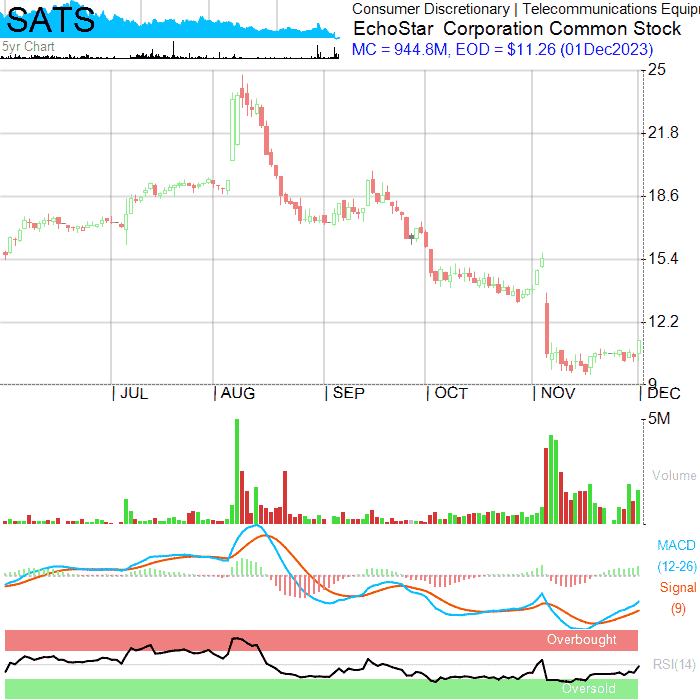 SATS
5yr Chart
Consumer Discretionary | Telecommunications Equip
EchoStar Corporation Common Stock
MC = 944.8M, EOD = $11.26 (01Dec2023)
25
21.8
18.6
15.4
12.2
9
JUL
AUG
SEP
OCT
NOV
DEC
5M
Volume
MACD
(12-26)
Signal
(9)
Overbought
RSI(14)
Oversold